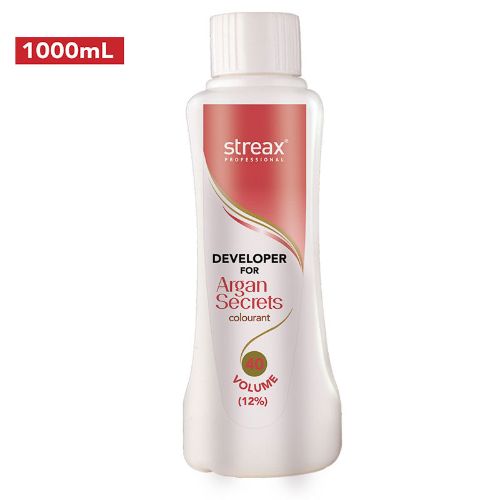 1000mL
streax®
PROFESSIONAL
DEVELOPER
FOR
Argan
Secrets
colourant
40
VOLUME
(12%)